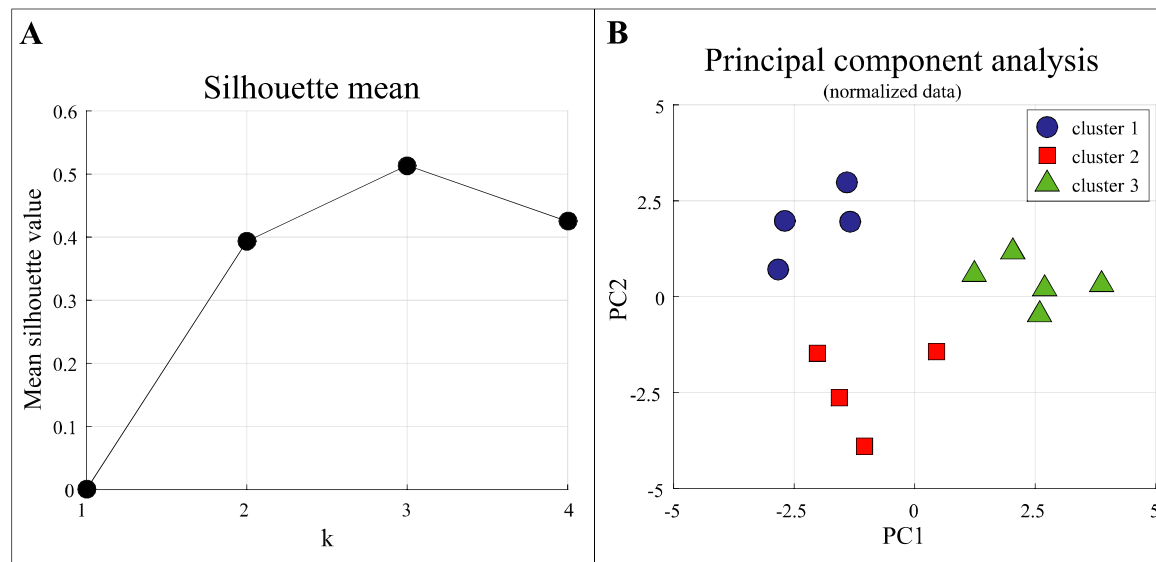 A
Silhouette mean
Mean silhouette value
0.6
0.5
0.4
0.3
0.2
0.1
0
1 2 3 4
k
B
Principal component analysis
(normalized data)
cluster 1
cluster 2
cluster 3
PC2
5
2.5
0
-2.5
-5
-5 -2.5 0 2.5 5
PC1